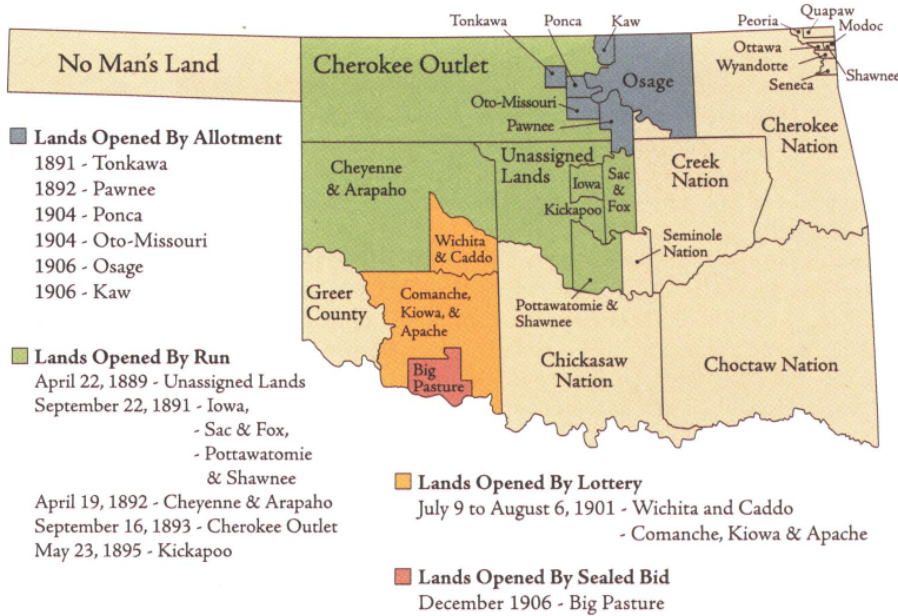 Tonkawa
Ponca
Kaw
Peoria
Quapaw
Modoc
Ottawa
Wyandotte
Shawnee
Seneca
No Man's Land
Cherokee Outlet
Osage
Oto-Missouri
Pawnee
Cherokee
Nation
Cheyenne
& Arapaho
Unassigned
Lands
Iowa
Sac
&
Fox
Kickapoo
Creek
Nation
Wichita
& Caddo
Seminole
Nation
Greer
County
Comanche,
Kiowa, &
Apache
Pottawatomie &
Shawnee
Big
Pasture
Chickasaw
Nation
Choctaw Nation
Lands Opened By Allotment
1891 - Tonkawa
1892 - Pawnee
1904 - Ponca
1904 - Oto-Missouri
1906 - Osage
1906 - Kaw
Lands Opened By Run
April 22, 1889 - Unassigned Lands
September 22, 1891 - Iowa,
- Sac & Fox,
- Pottawatomie
& Shawnee
April 19, 1892 - Cheyenne & Arapaho
September 16, 1893 - Cherokee Outlet
May 23, 1895 - Kickapoo
Lands Opened By Lottery
July 9 to August 6, 1901 - Wichita and Caddo
- Comanche, Kiowa & Apache
Lands Opened By Sealed Bid
December 1906 - Big Pasture